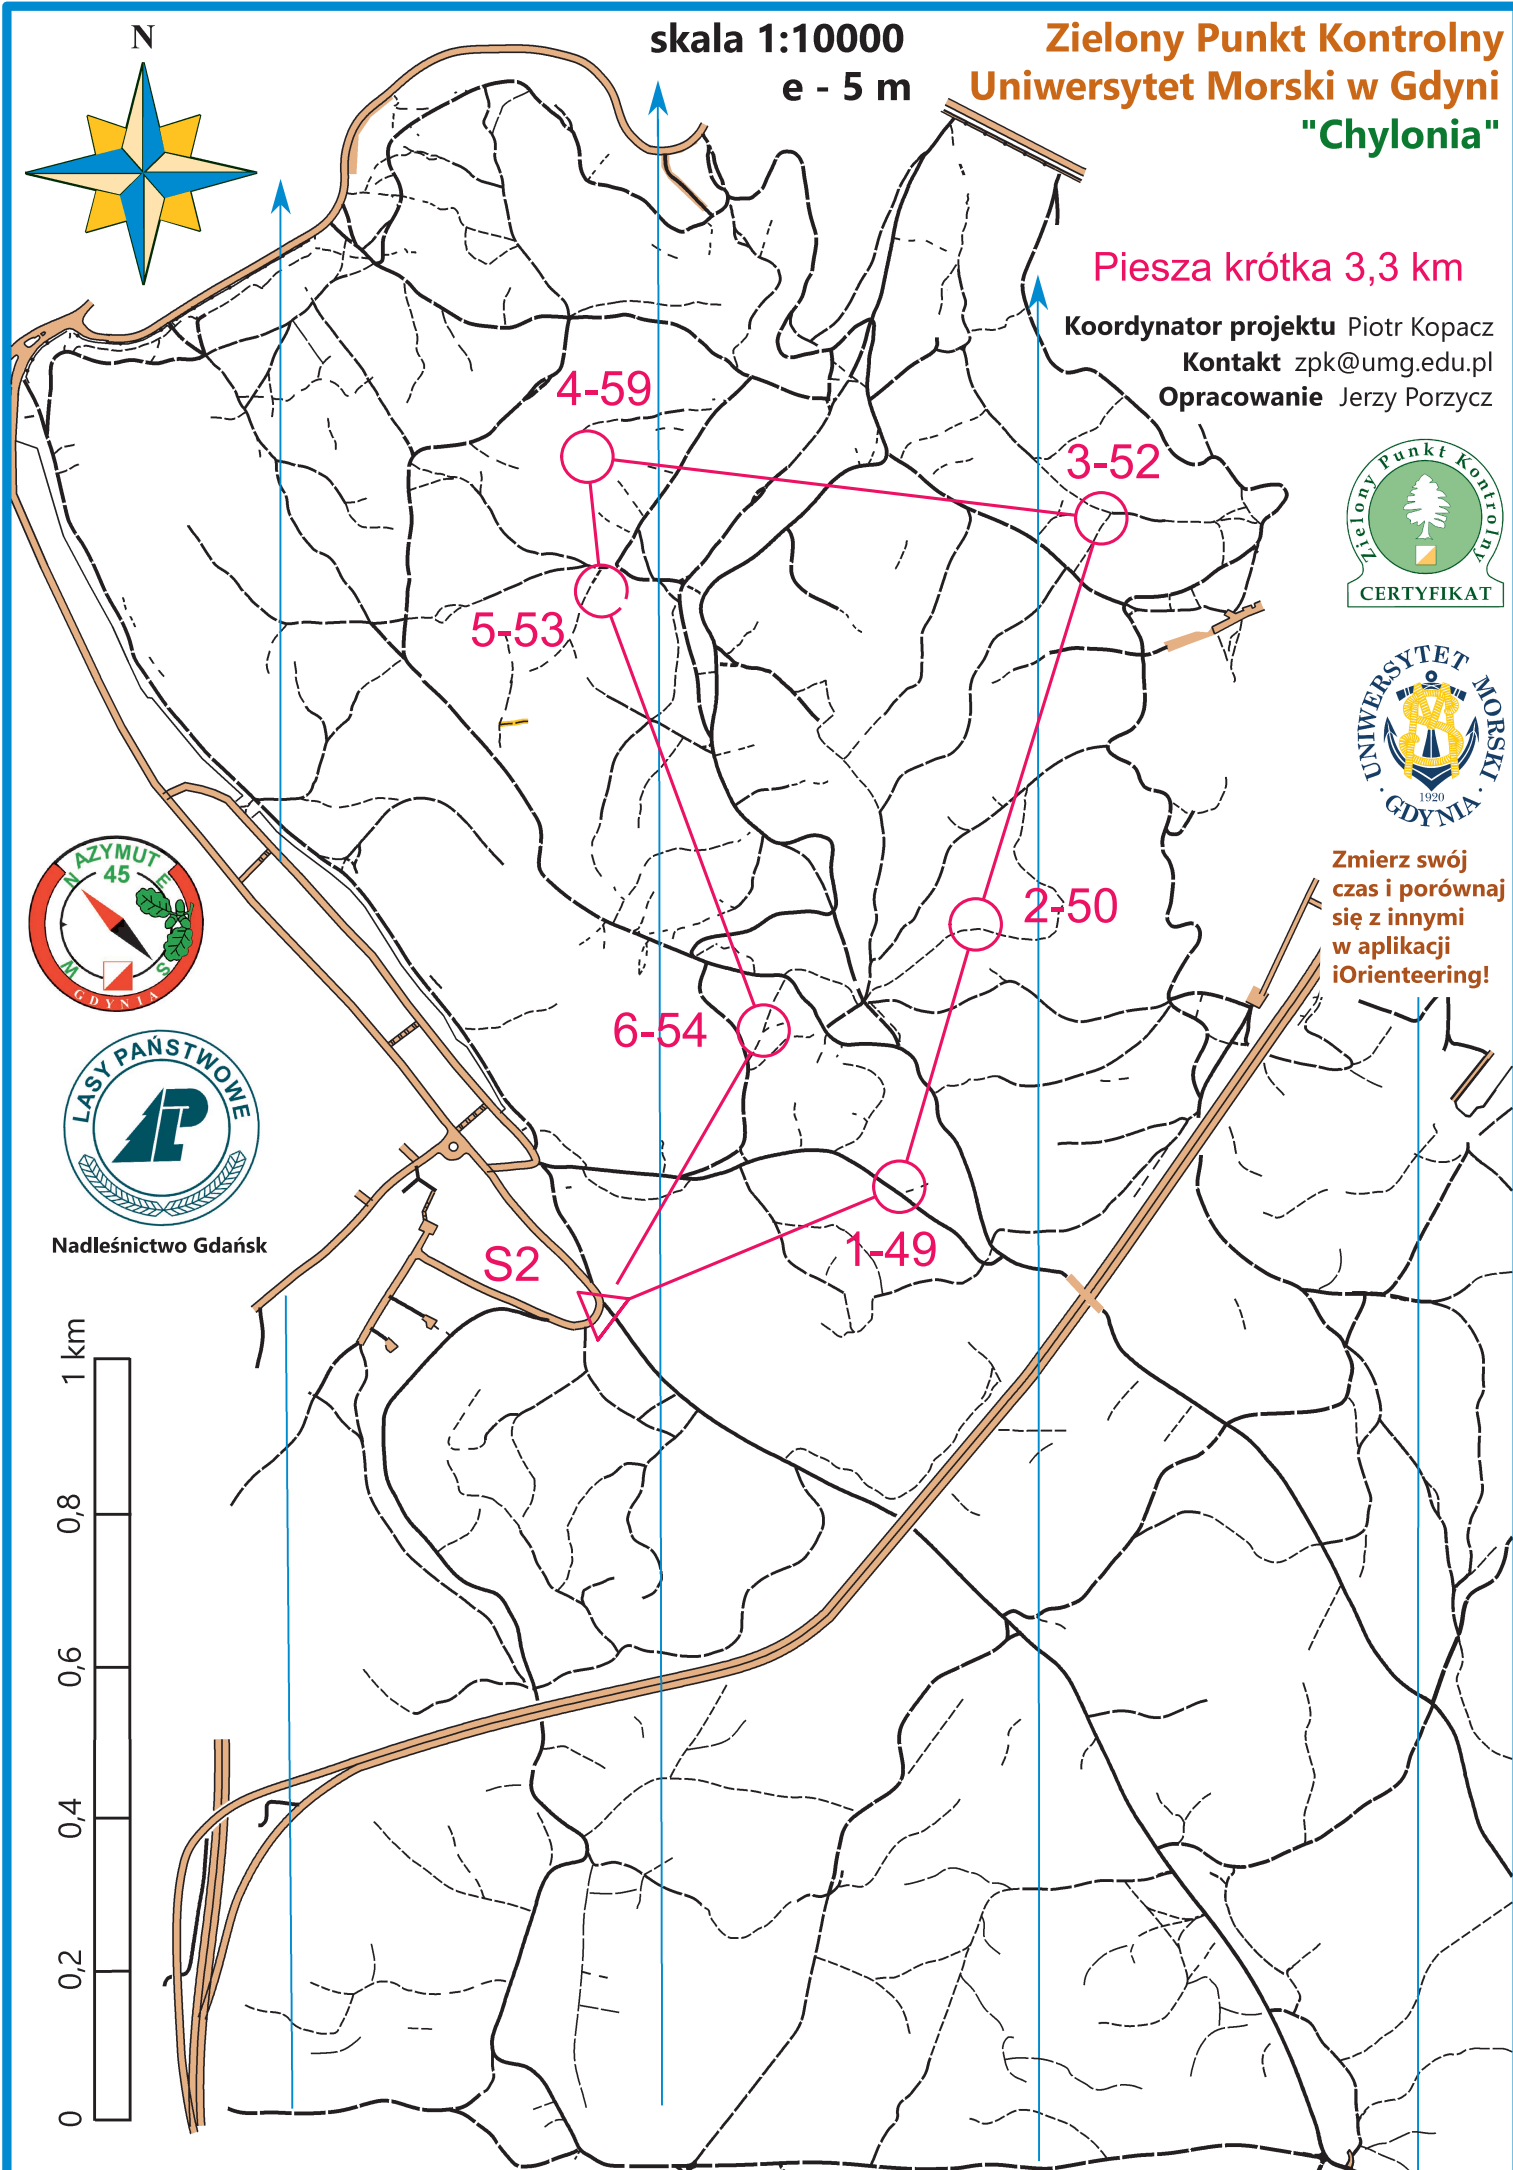 N
skala 1:10000
e - 5 m
Zielony Punkt Kontrolny
Uniwersytet Morski w Gdyni
"Chylonia"
Piesza krótka 3,3 km
Koordynator projektu Piotr Kopacz
Kontakt zpk@umg.edu.pl
Opracowanie Jerzy Porzycz
4-59
3-52
Zielony Punkt Kontrolny
CERTYFIKAT
5-53
UNIWERSYTET MORSKI
1920
· GDYNIA ·
AZYMUT
45
N
E
W
S
GDYNIA
Zmierz swój
czas i porównaj
się z innymi
w aplikacji
iOrienteering!
2-50
6-54
LASY PAŃSTWOWE
LP
Nadleśnictwo Gdańsk
1-49
S2
1 km
0,8
0,6
0,4
0,2
0